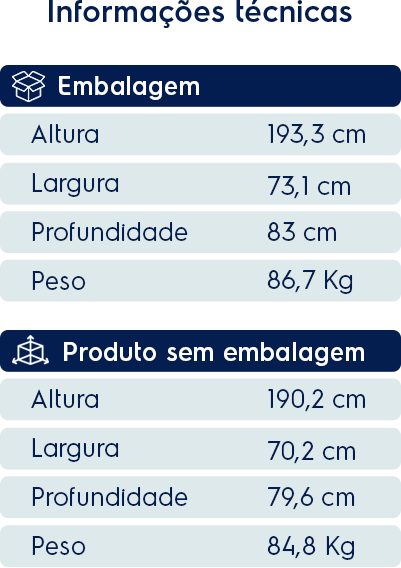 Informações técnicas
Embalagem
Altura 193,3 cm
Largura 73,1 cm
Profundidade 83 cm
Peso 86,7 Kg
Produto sem embalagem
Altura 190,2 cm
Largura 70,2 cm
Profundidade 79,6 cm
Peso 84,8 Kg